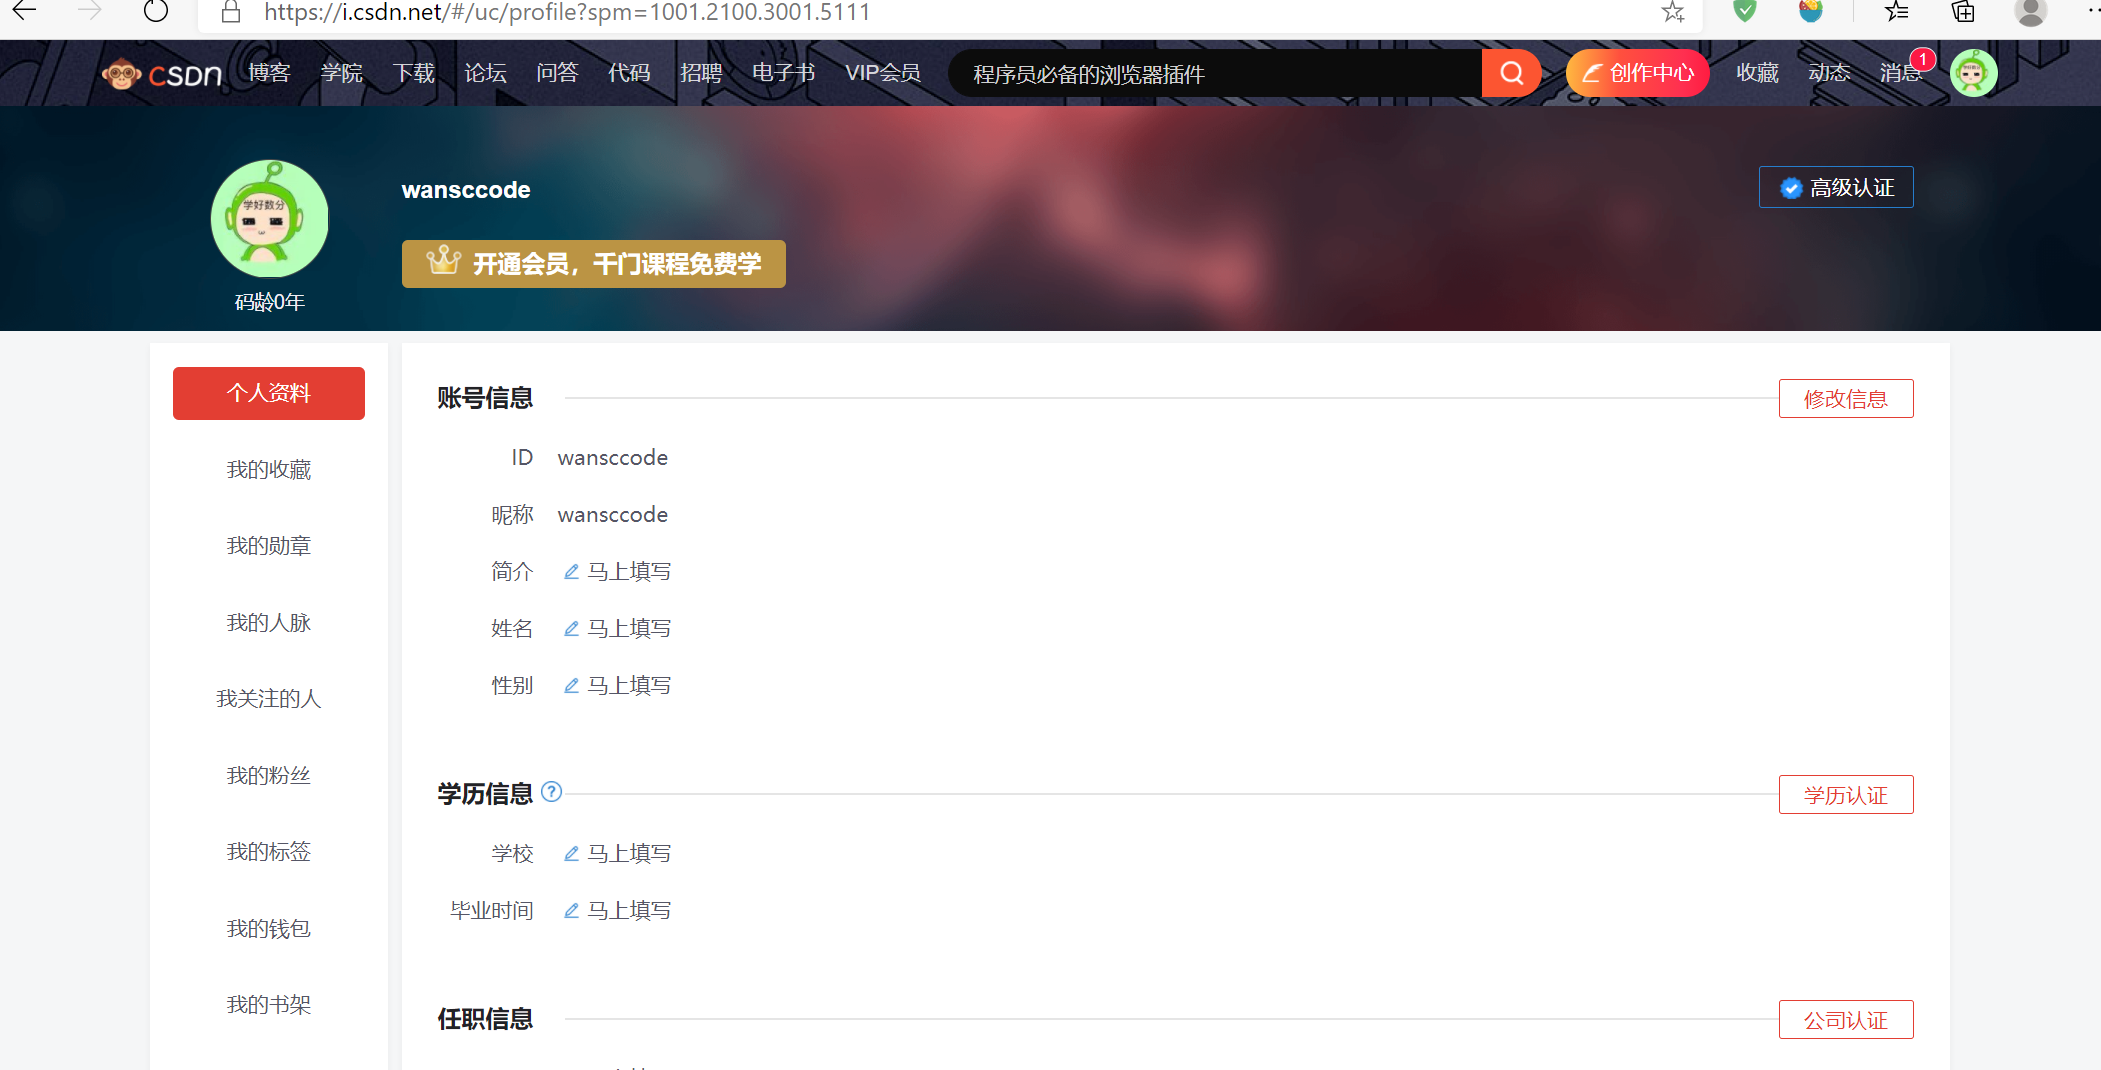 https://i.csdn.net/#/uc/profile?spm=1001.2100.3001.5111
CSDN 博客 学院 下载 论坛 问答 代码 招聘 电子书 VIP会员 程序员必备的浏览器插件 创作中心 收藏 动态 消息 1
学好数分
码龄0年
wansccode
开通会员，千门课程免费学
高级认证
个人资料
我的收藏
我的勋章
我的人脉
我关注的人
我的粉丝
我的标签
我的钱包
我的书架
账号信息 修改信息
ID wansccode
昵称 wansccode
简介 马上填写
姓名 马上填写
性别 马上填写
学历信息 ? 学历认证
学校 马上填写
毕业时间 马上填写
任职信息 公司认证